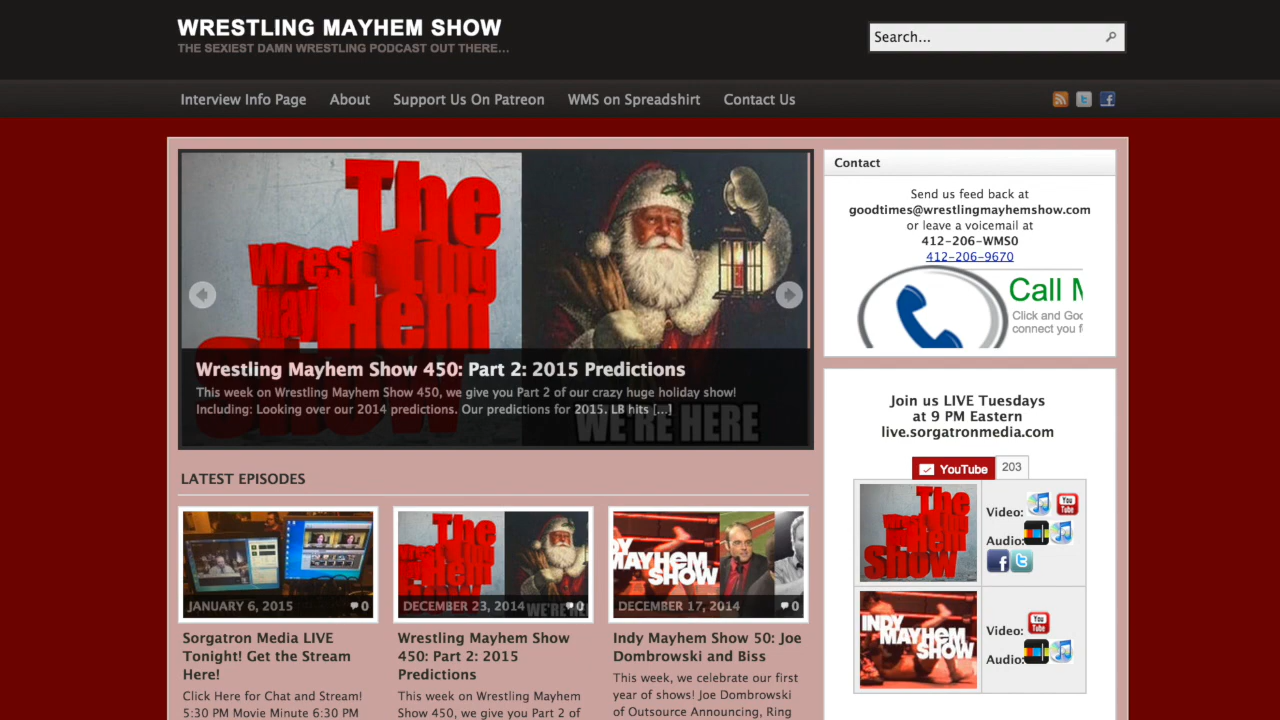 WRESTLING MAYHEM SHOW
THE SEXIEST DAMN WRESTLING PODCAST OUT THERE...
Search...
Interview Info Page
About
Support Us On Patreon
WMS on Spreadshirt
Contact Us
The
Wrestling
MayHem
Show
Wrestling Mayhem Show 450: Part 2: 2015 Predictions
This week on Wrestling Mayhem Show 450, we give you Part 2 of our crazy huge holiday show!
Including: Looking over our 2014 predictions. Our predictions for 2015. LB hits [...]
WE'RE HERE
LATEST EPISODES
JANUARY 6, 2015
0
Sorgatron Media LIVE
Tonight! Get the Stream
Here!
Click Here for Chat and Stream!
5:30 PM Movie Minute 6:30 PM
The
DECEMBER 23, 2014
WE'RE HERE
0
Wrestling Mayhem Show
450: Part 2: 2015
Predictions
This week on Wrestling Mayhem
Show 450, we give you Part 2 of
MAYHEM
SHOW
DECEMBER 17, 2014
0
Indy Mayhem Show 50: Joe
Dombrowski and Biss
This week, we celebrate our first
year of shows! Joe Dombrowski
of Outsource Announcing, Ring
Contact
Send us feed back at
goodtimes@wrestlingmayhemshow.com
or leave a voicemail at
412-206-WMS0
412-206-9670
Call M
Click and Goo
connect you f
Join us LIVE Tuesdays
at 9 PM Eastern
live.sorgatronmedia.com
YouTube
203
The
Wrestling
MayHem
Show
Video:
You
Tube
Audio:
INDY
MAYHEM
SHOW
Video:
You
Tube
Audio: